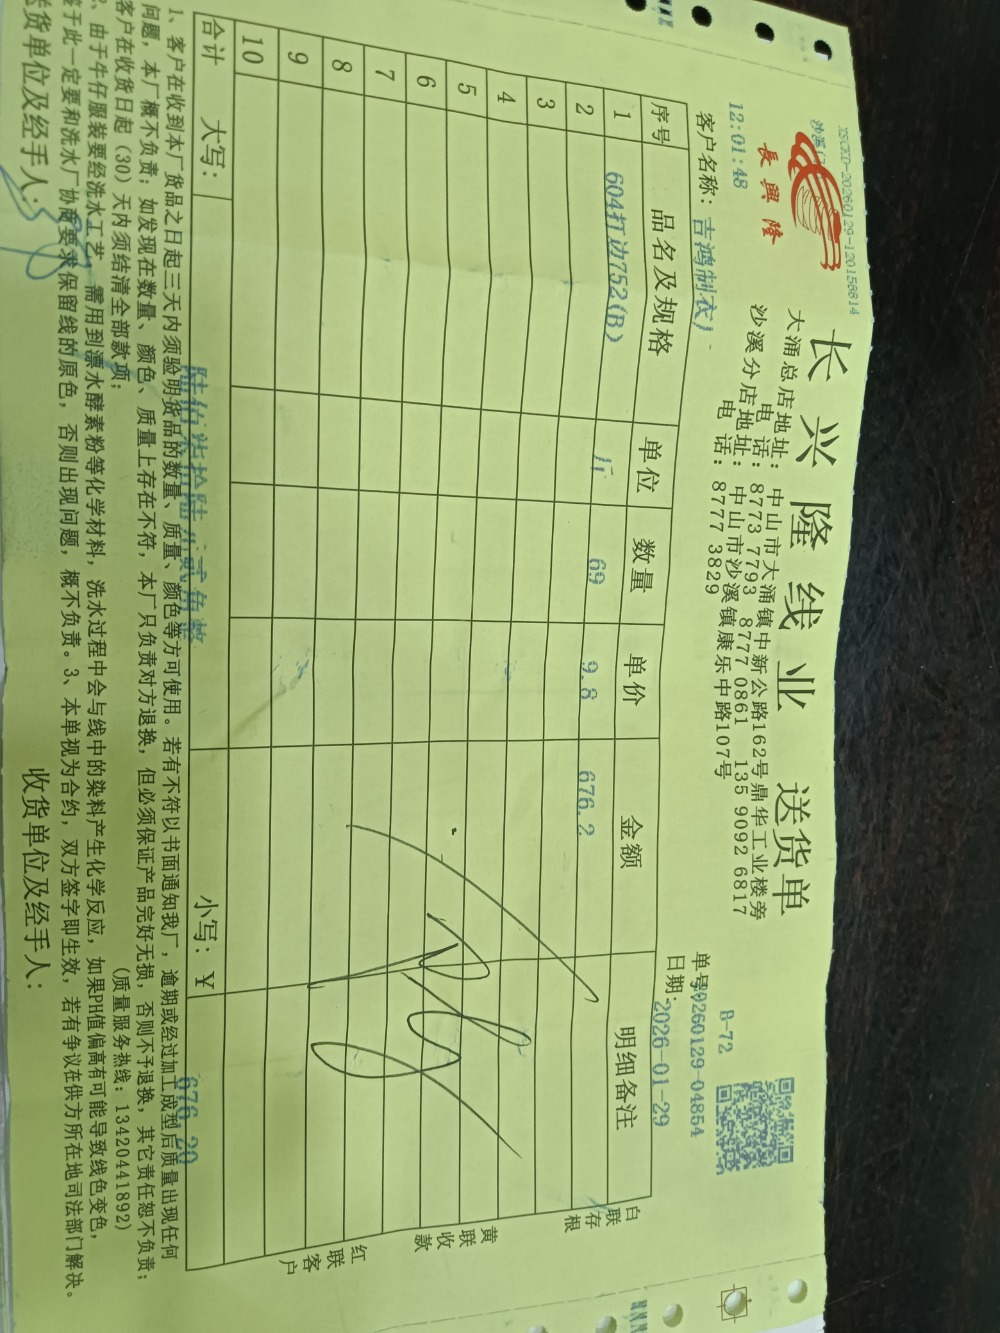 XSCKD-20260129-120158814
長興隆
长兴隆线业 送货单
大涌总店地址：中山市大涌镇中新公路162号鼎华工业楼旁
电 话：8773 7793 8777 0861 135 9092 6817
沙溪分店地址：中山市沙溪镇康乐中路107号
电 话：8777 3829
B-72
12:01:48
单号：20260129-04854
客户名称：吉鸿制衣厂
日期：2026-01-29
序号 品名及规格 单位 数量 单价 金额 明细备注
1 604打边752(B) 斤 69 9.8 676.2
2
3
4
5
6
7
8
9
10
合计 大写：陆佰柒拾陆元贰角整 小写：￥ 676.20
白联存根
黄联收款
红联客户
1、客户在收到本厂货品之日起三天内须验明货品的数量、质量、颜色等方可使用。若有不符以书面通知我厂，逾期或经过加工成型后质量出现任何
问题，本厂概不负责；如发现在数量、颜色、质量上存在不符，本厂只负责对方退换，但必须保证产品完好无损，否则不予退换，其它责任恕不负责；
客户在收货日起（30）天内须结清全部款项； (质量服务热线：13420441892)
2、由于牛仔服装要经洗水工艺，需用到漂水酵素粉等化学材料，洗水过程中会与线中的染料产生化学反应，如果PH值偏高有可能导致线色变色，
鉴于此一定要和洗水厂协商要求保留线的原色，否则出现问题，概不负责。3、本单视为合约，双方签字即生效，若有争议在供方所在地司法部门解决。
送货单位及经手人： 收货单位及经手人：